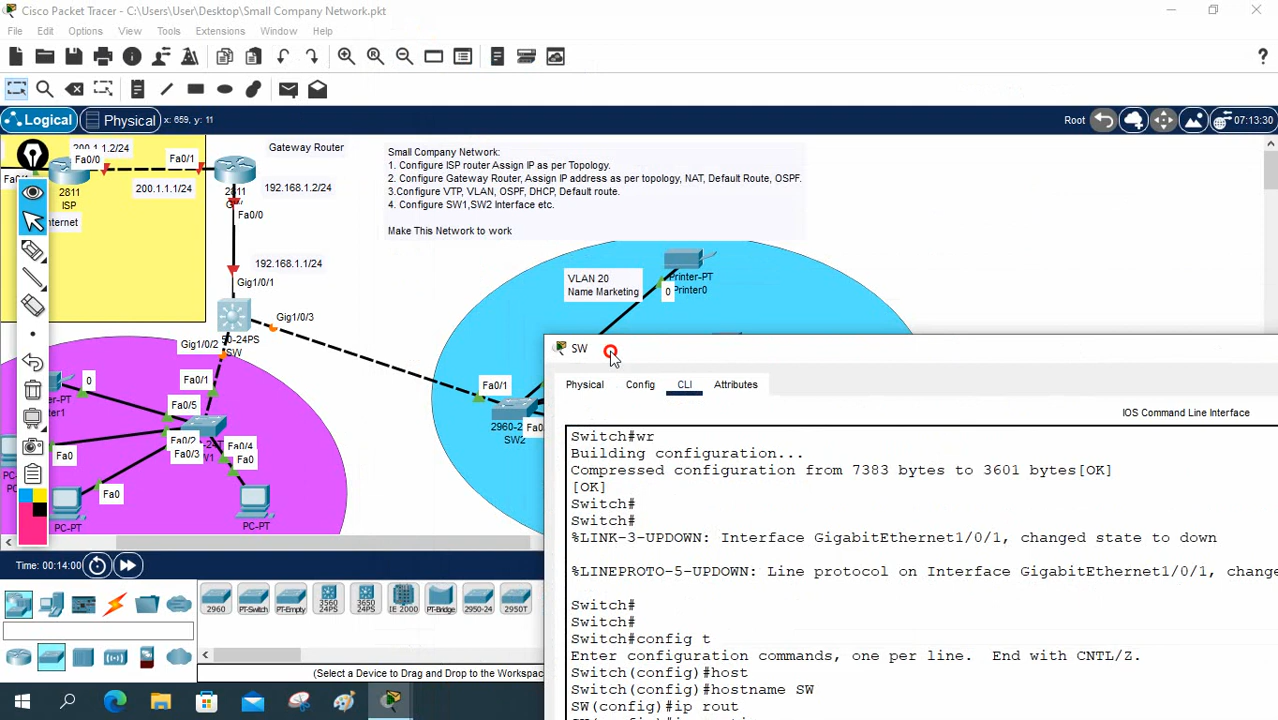 Cisco Packet Tracer - C:\Users\User\Desktop\Small Company Network.pkt
File Edit Options View Tools Extensions Window Help
Logical Physical x: 659, y: 11 Root 07:13:30
200.1.1.2/24
Fa0/0
Fa0/1
Gateway Router
2811
ISP
200.1.1.1/24
192.168.1.2/24
Fa0/0
192.168.1.1/24
Gig1/0/1
Gig1/0/3
SW
Gig1/0/2
Small Company Network:
1. Configure ISP router Assign IP as per Topology.
2. Configure Gateway Router, Assign IP address as per topology, NAT, Default Route, OSPF.
3.Configure VTP, VLAN, OSPF, DHCP, Default route.
4. Configure SW1,SW2 Interface etc.
Make This Network to work
VLAN 20
Name Marketing
Printer-PT
Printer0
0
Fa0/1
SW2
0
Fa0/1
Fa0/5
Fa0/2
Fa0/3
Fa0/4
Fa0
Fa0
Fa0
PC-PT
PC-PT
SW
Physical Config CLI Attributes
IOS Command Line Interface
Switch#wr
Building configuration...
Compressed configuration from 7383 bytes to 3601 bytes[OK]
[OK]
Switch#
Switch#
%LINK-3-UPDOWN: Interface GigabitEthernet1/0/1, changed state to down
%LINEPROTO-5-UPDOWN: Line protocol on Interface GigabitEthernet1/0/1, change
Switch#
Switch#
Switch#config t
Enter configuration commands, one per line. End with CNTL/Z.
Switch(config)#host
Switch(config)#hostname SW
SW(config)#ip rout
Time: 00:14:00
2960 PT-Switch PT-Empty 3560 24PS 3650 24PS IE 2000 PT-Bridge 2950-24 2950T
(Select a Device to Drag and Drop to the Workspac